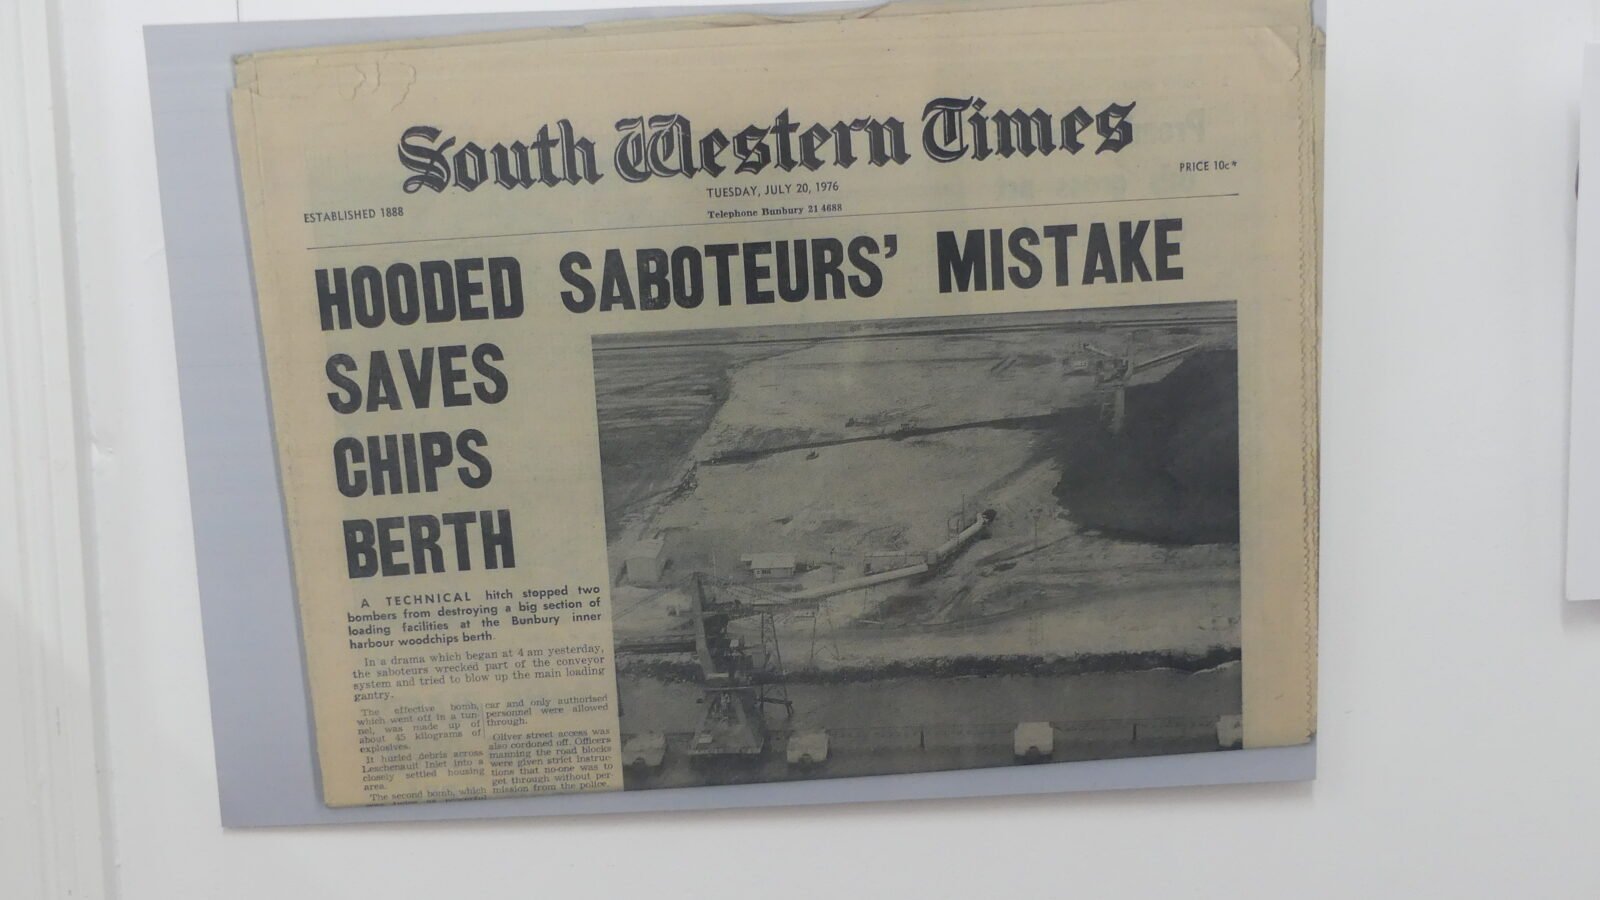 South Western Times
TUESDAY, JULY 20, 1976
PRICE 10c*
ESTABLISHED 1888
Telephone Bunbury 21 4688
HOODED SABOTEURS' MISTAKE
SAVES
CHIPS
BERTH
A TECHNICAL hitch stopped two
bombers from destroying a big section of
loading facilities at the Bunbury inner
harbour woodchips berth.
In a drama which began at 4 am yesterday,
the saboteurs wrecked part of the conveyor
system and tried to blow up the main loading
gantry.
The effective bomb,
which went off in a tun-
nel, was made up of
about 45 kilograms of
explosives.
It hurled debris across
Leschenault Inlet into a
closely settled housing
area.
The second bomb, which
was twice as powerful
car and only authorised
personnel were allowed
through.
Oliver street access was
also cordoned off. Officers
manning the road blocks
were given strict instruc-
tions that no-one was to
get through without per-
mission from the police.